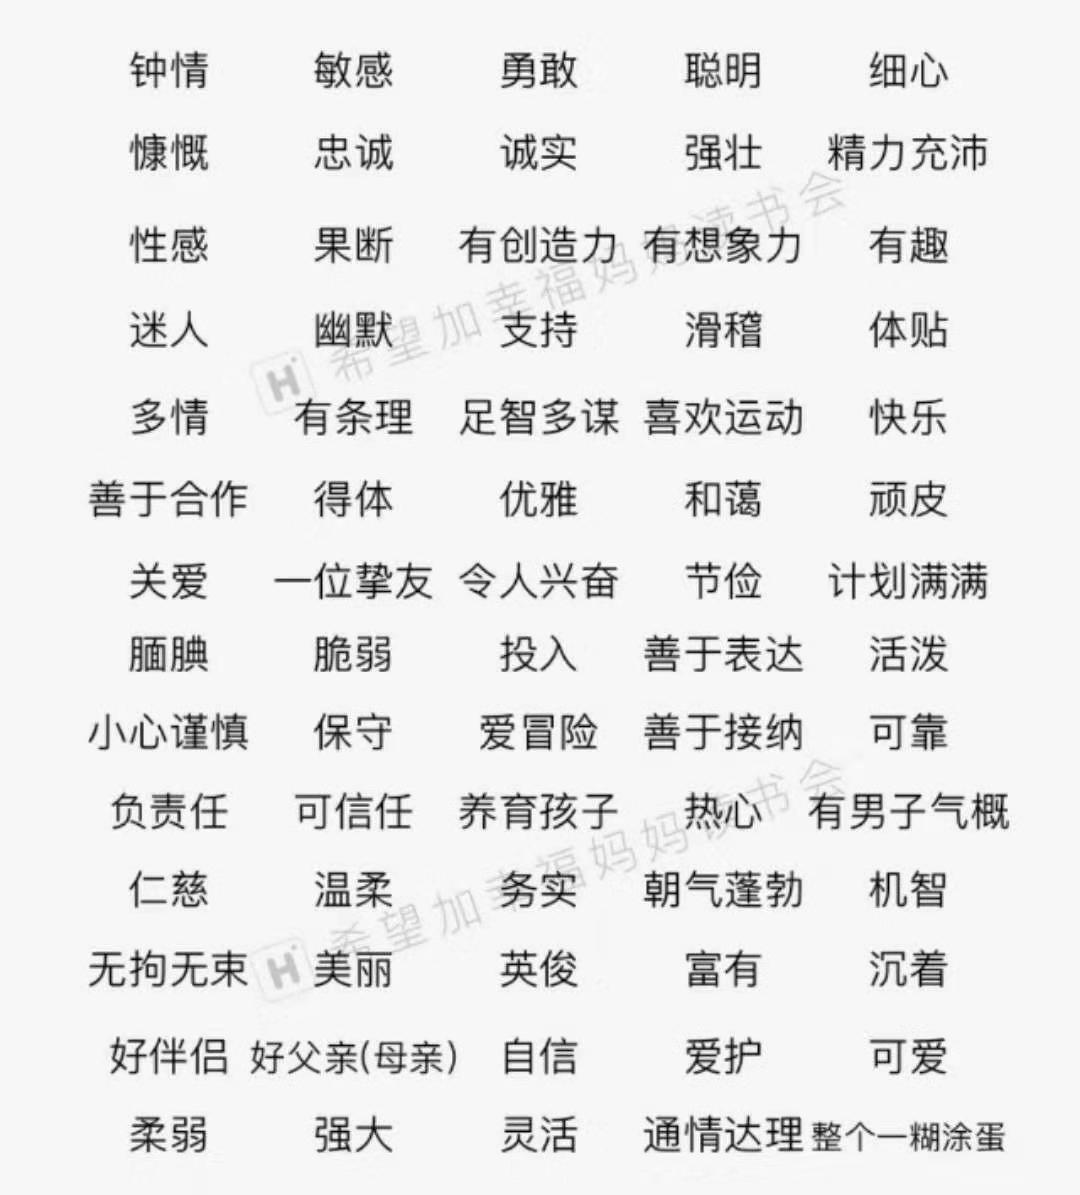 钟情 敏感 勇敢 聪明 细心
慷慨 忠诚 诚实 强壮 精力充沛
性感 果断 有创造力 有想象力 有趣
迷人 幽默 支持 滑稽 体贴
多情 有条理 足智多谋 喜欢运动 快乐
善于合作 得体 优雅 和蔼 顽皮
关爱 一位挚友 令人兴奋 节俭 计划满满
腼腆 脆弱 投入 善于表达 活泼
小心谨慎 保守 爱冒险 善于接纳 可靠
负责任 可信任 养育孩子 热心 有男子气概
仁慈 温柔 务实 朝气蓬勃 机智
无拘无束 美丽 英俊 富有 沉着
好伴侣 好父亲(母亲) 自信 爱护 可爱
柔弱 强大 灵活 通情达理 整个一糊涂蛋
H 希望加幸福妈妈读书会
H 希望加幸福妈妈读书会